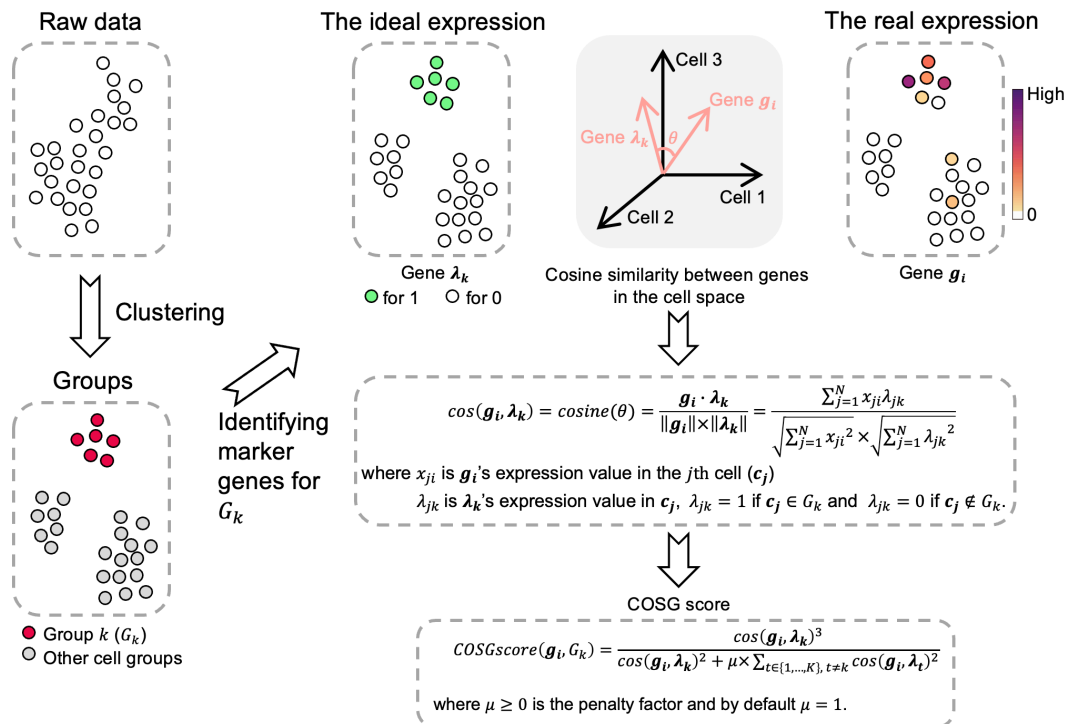 Raw data
Clustering
Groups
Group k (G_k)
Other cell groups
Identifying
marker
genes for
G_k
The ideal expression
Gene λ_k
for 1
for 0
Cell 3
Gene g_i
Gene λ_k
θ
Cell 1
Cell 2
Cosine similarity between genes
in the cell space
The real expression
High
0
Gene g_i
cos(g_i, λ_k) = cosine(θ) = g_i · λ_k / ‖g_i‖×‖λ_k‖ = ∑_{j=1}^{N} x_{ji} λ_{jk} / √(∑_{j=1}^{N} x_{ji}²) × √(∑_{j=1}^{N} λ_{jk}²)
where x_{ji} is g_i's expression value in the jth cell (c_j)
λ_{jk} is λ_k's expression value in c_j, λ_{jk} = 1 if c_j ∈ G_k and λ_{jk} = 0 if c_j ∉ G_k.
COSG score
COSGscore(g_i, G_k) = cos(g_i, λ_k)³ / cos(g_i, λ_k)² + μ× ∑_{t∈{1,…,K}, t≠k} cos(g_i, λ_t)²
where μ ≥ 0 is the penalty factor and by default μ = 1.